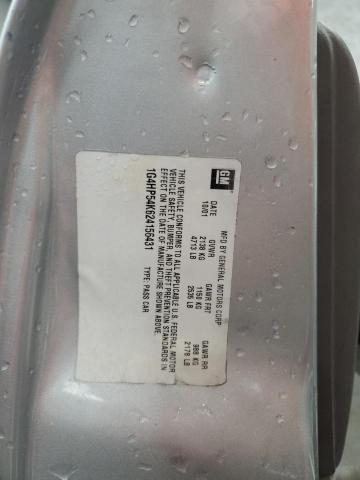 GM
MFD BY GENERAL MOTORS CORP
DATE GVWR GAWR FRT GAWR RR
10/01 2138 KG 1150 KG 988 KG
4713 LB 2535 LB 2178 LB
THIS VEHICLE CONFORMS TO ALL APPLICABLE U.S. FEDERAL MOTOR
VEHICLE SAFETY, BUMPER, AND THEFT PREVENTION STANDARDS IN
EFFECT ON THE DATE OF MANUFACTURE SHOWN ABOVE.
1G4HP54K624156431 TYPE: PASS CAR